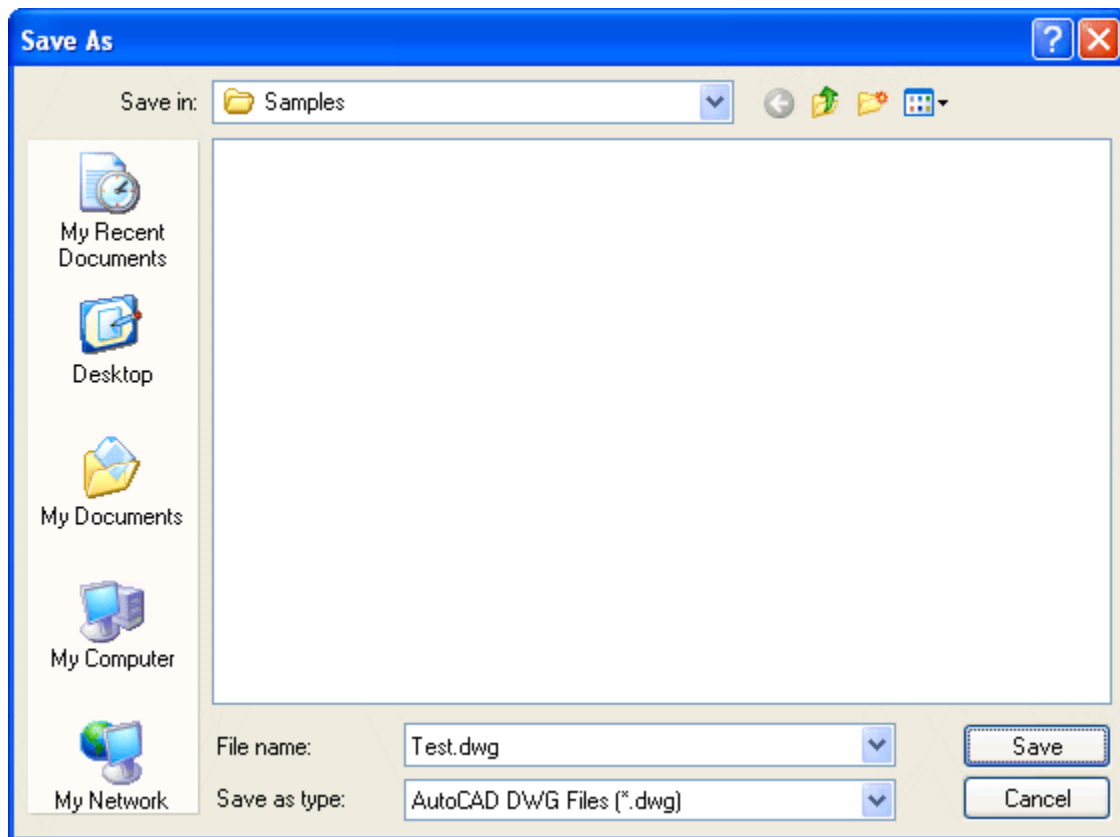 Save As
Save in:
Samples
My Recent
Documents
Desktop
My Documents
My Computer
My Network
File name:
Test.dwg
Save
Save as type:
AutoCAD DWG Files (*.dwg)
Cancel